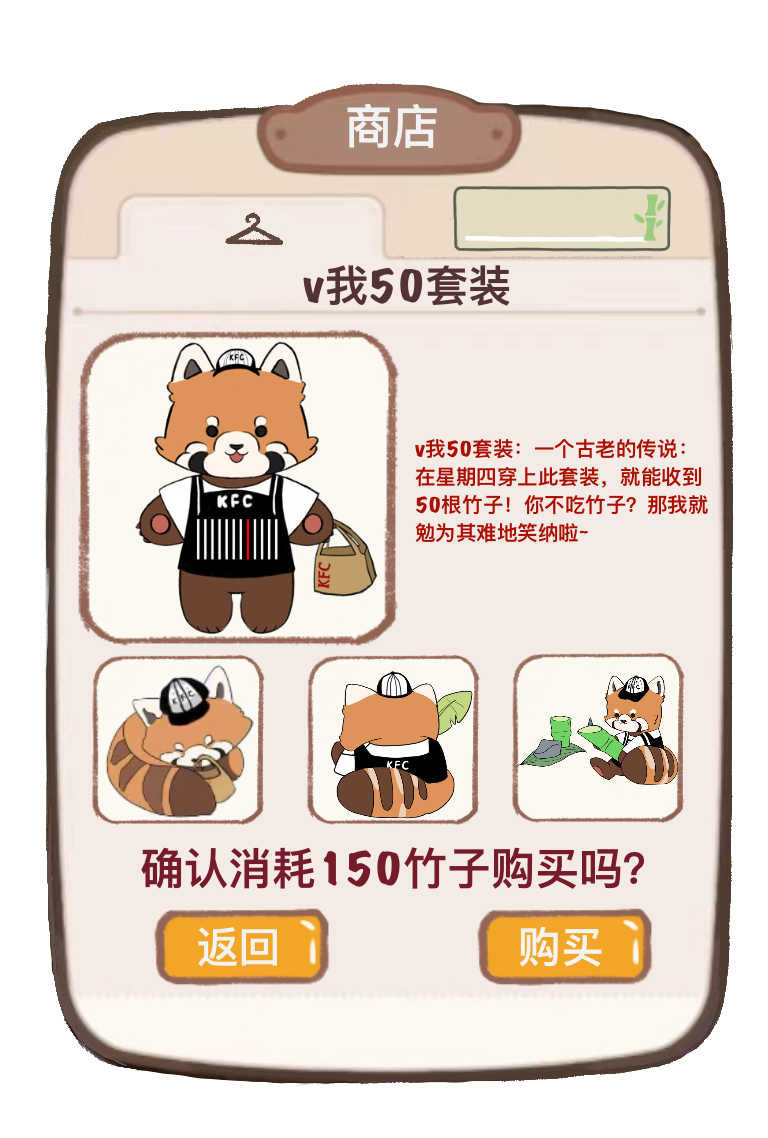 商店
v我50套装
KFC
KFC
KFC
v我50套装：一个古老的传说：
在星期四穿上此套装，就能收到
50根竹子！你不吃竹子？那我就
勉为其难地笑纳啦~
KFC
KFC
KFC
确认消耗150竹子购买吗？
返回
购买